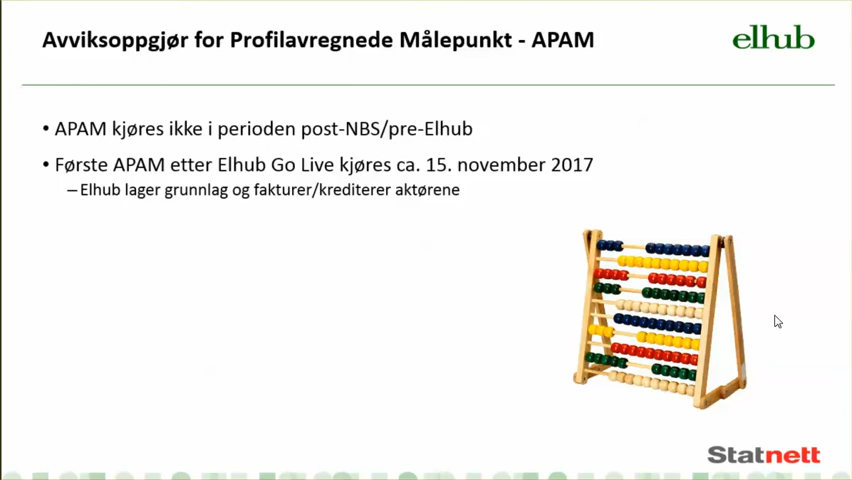 Avviksoppgjør for Profilavregnede Målepunkt - APAM
elhub
• APAM kjøres ikke i perioden post-NBS/pre-Elhub
• Første APAM etter Elhub Go Live kjøres ca. 15. november 2017
– Elhub lager grunnlag og fakturer/krediterer aktørene
Statnett